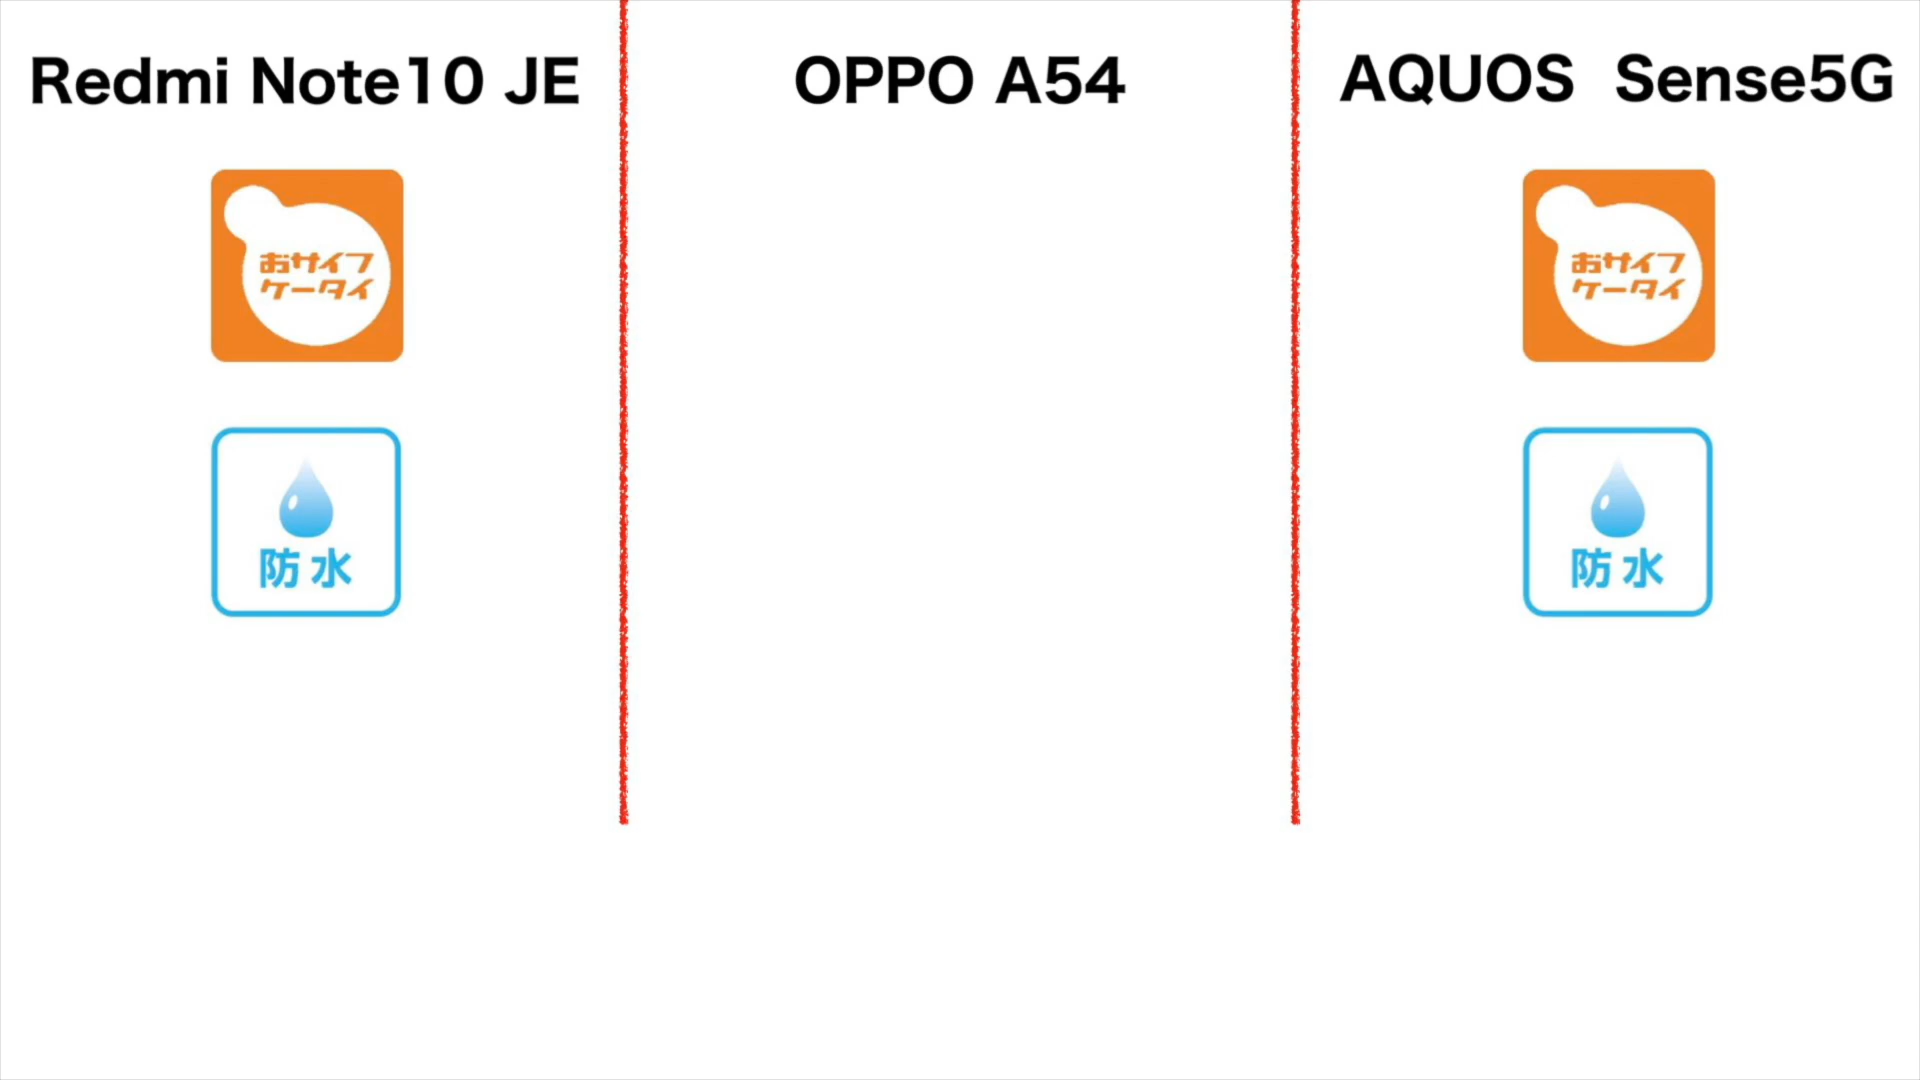 Redmi Note10 JE
おサイフ
ケータイ
防水
OPPO A54
AQUOS Sense5G
おサイフ
ケータイ
防水